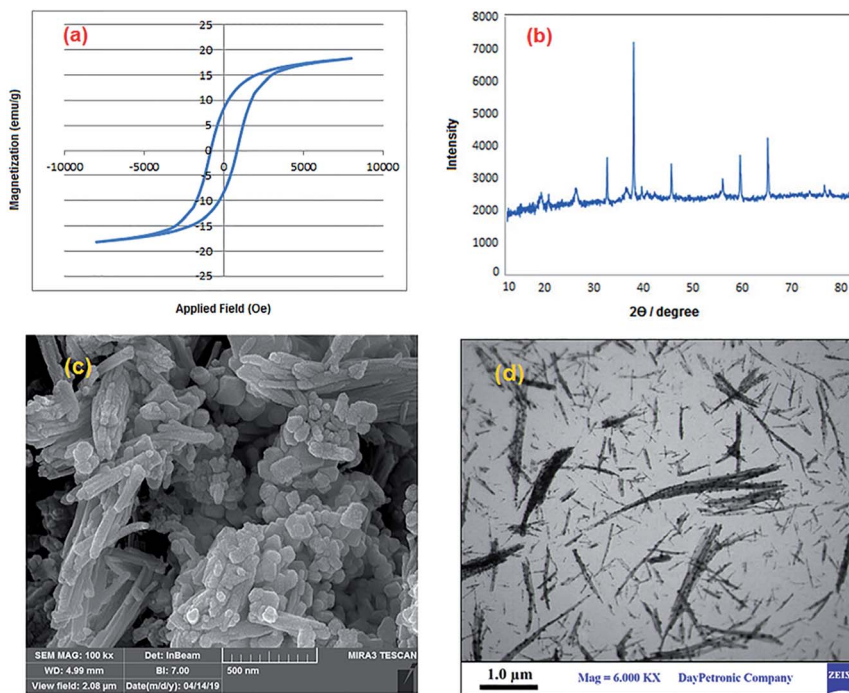 (a)
25
20
15
10
5
0
-5
-10
-15
-20
-25
-10000
-5000
0
5000
10000
Magnetization (emu/g)
Applied Field (Oe)
(b)
8000
7000
6000
5000
4000
3000
2000
1000
0
10
20
30
40
50
60
70
80
Intensity
2Θ / degree
(c)
SEM MAG: 100 kx Det: InBeam MIRA3 TESCAN
WD: 4.99 mm BI: 7.00 500 nm
View field: 2.08 µm Date(m/d/y): 04/14/19
(d)
1.0 µm Mag = 6.000 KX DayPetronic Company ZEISS